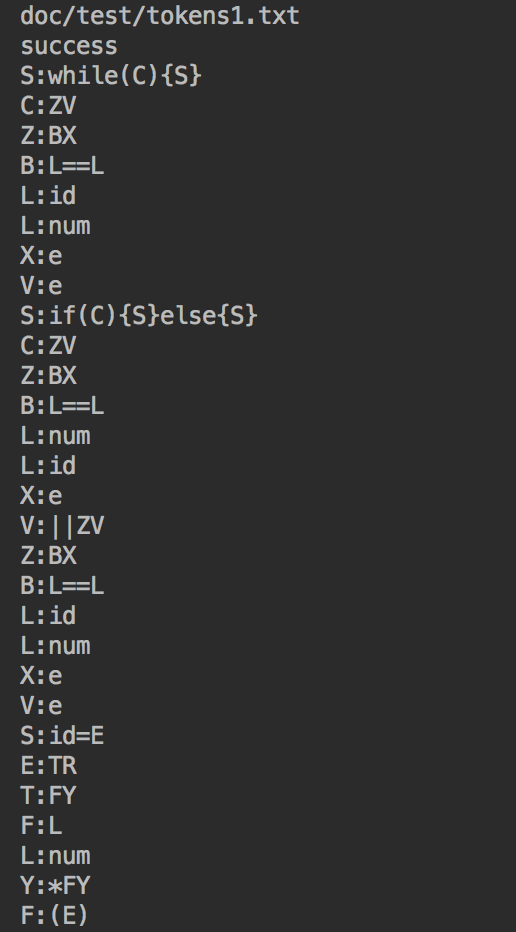 doc/test/tokens1.txt
success
S:while(C){S}
C:ZV
Z:BX
B:L==L
L:id
L:num
X:e
V:e
S:if(C){S}else{S}
C:ZV
Z:BX
B:L==L
L:num
L:id
X:e
V:||ZV
Z:BX
B:L==L
L:id
L:num
X:e
V:e
S:id=E
E:TR
T:FY
F:L
L:num
Y:*FY
F:(E)